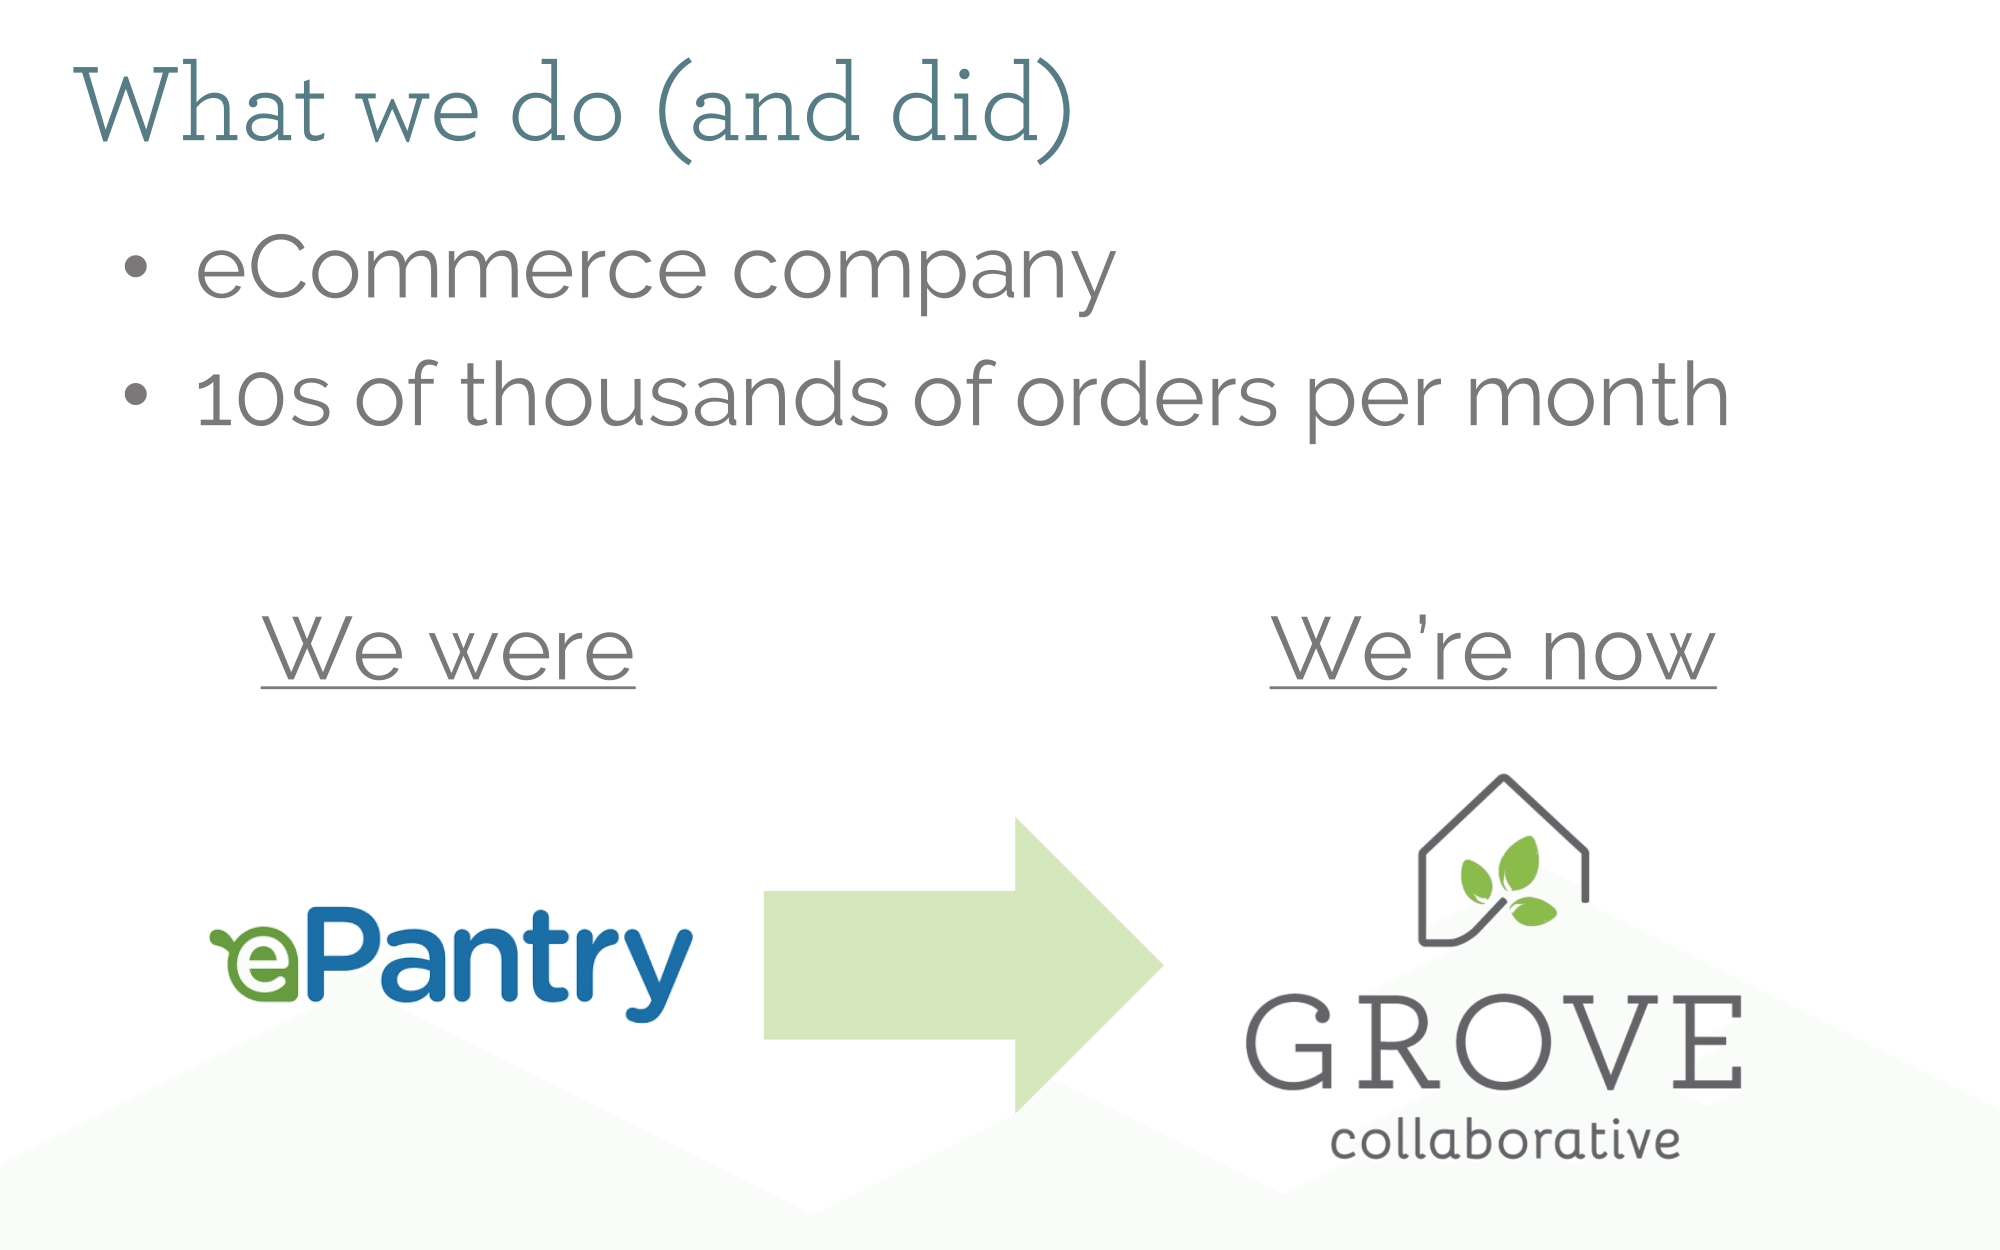 What we do (and did)
• eCommerce company
• 10s of thousands of orders per month
We were
We’re now
ePantry
GROVE
collaborative